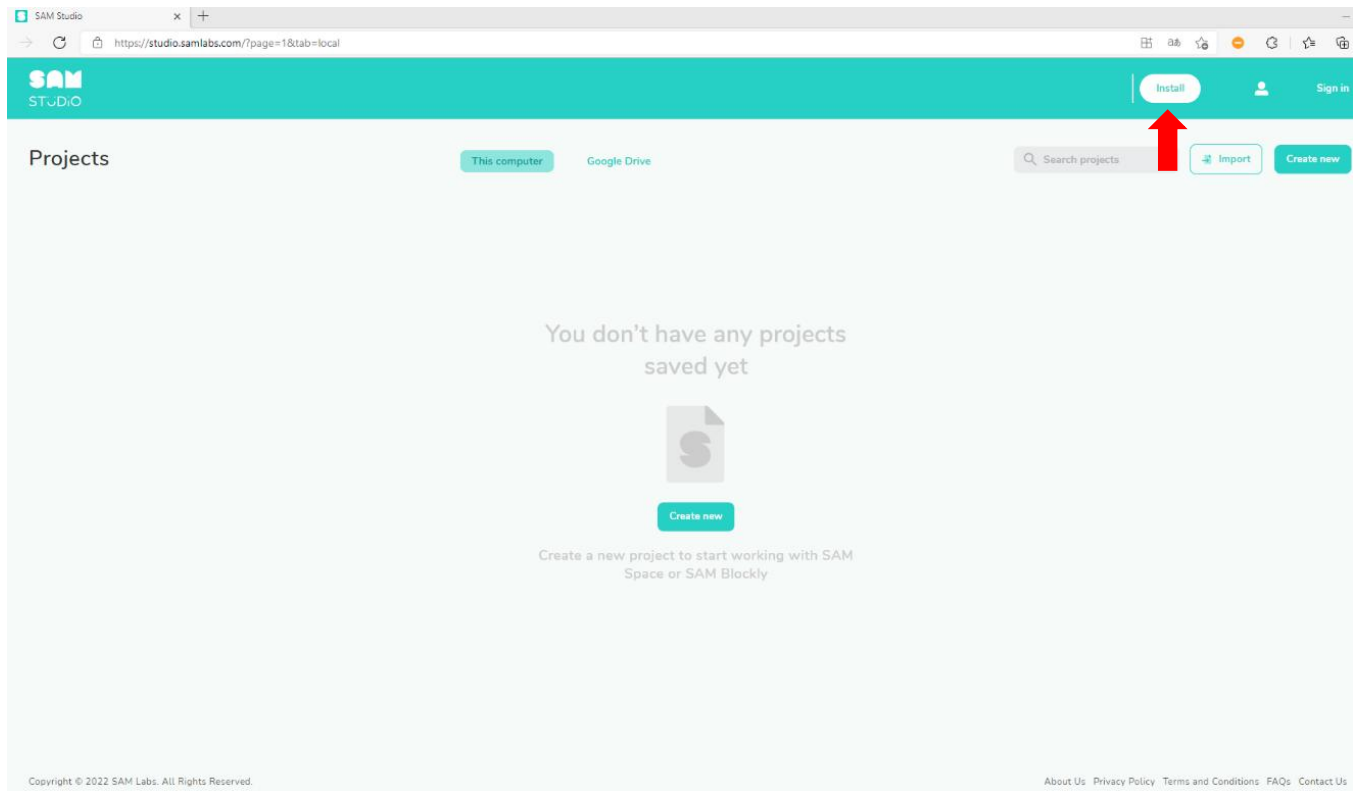 SAM Studio
https://studio.samlabs.com/?page=1&tab=local
SAM
STUDIO
Install
Sign in
Projects
This computer
Google Drive
Search projects
Import
Create new
You don't have any projects
saved yet
S
Create new
Create a new project to start working with SAM
Space or SAM Blockly
Copyright © 2022 SAM Labs. All Rights Reserved.
About Us Privacy Policy Terms and Conditions FAQs Contact Us